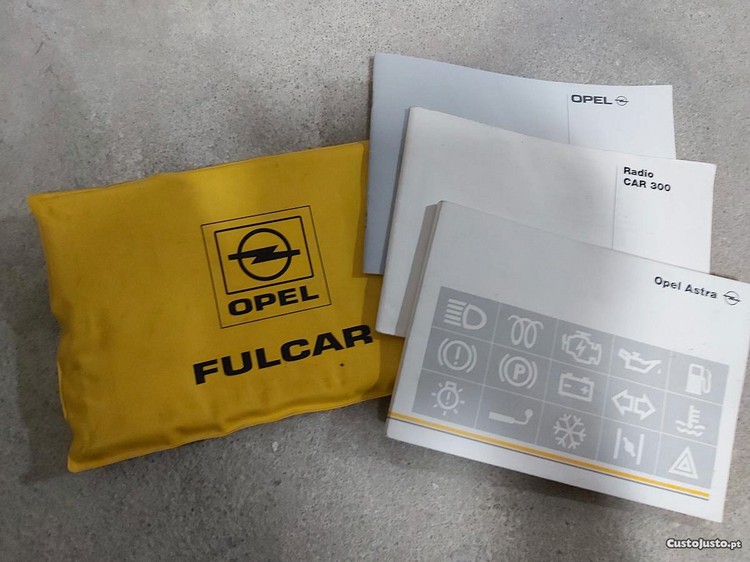 OPEL
Radio
CAR 300
Opel Astra
OPEL
FULCAR
P
CustoJusto.pt